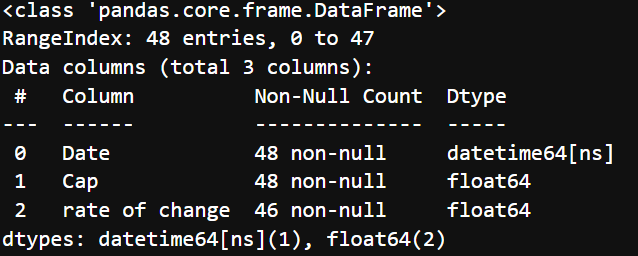 <class 'pandas.core.frame.DataFrame'>
RangeIndex: 48 entries, 0 to 47
Data columns (total 3 columns):
 #   Column          Non-Null Count  Dtype
---  ------          --------------  -----
 0   Date            48 non-null     datetime64[ns]
 1   Cap             48 non-null     float64
 2   rate of change  46 non-null     float64
dtypes: datetime64[ns](1), float64(2)